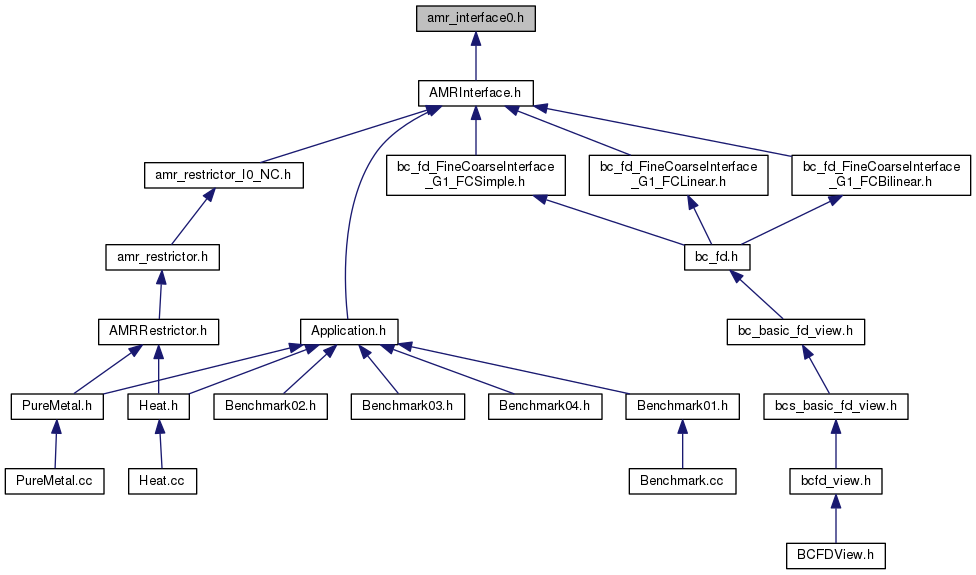 amr_interface0.h
AMRInterface.h
amr_restrictor_I0_NC.h
bc_fd_FineCoarseInterface
_G1_FCSimple.h
bc_fd_FineCoarseInterface
_G1_FCLinear.h
bc_fd_FineCoarseInterface
_G1_FCBilinear.h
amr_restrictor.h
bc_fd.h
AMRRestrictor.h
Application.h
bc_basic_fd_view.h
PureMetal.h
Heat.h
Benchmark02.h
Benchmark03.h
Benchmark04.h
Benchmark01.h
bcs_basic_fd_view.h
PureMetal.cc
Heat.cc
Benchmark.cc
bcfd_view.h
BCFDView.h